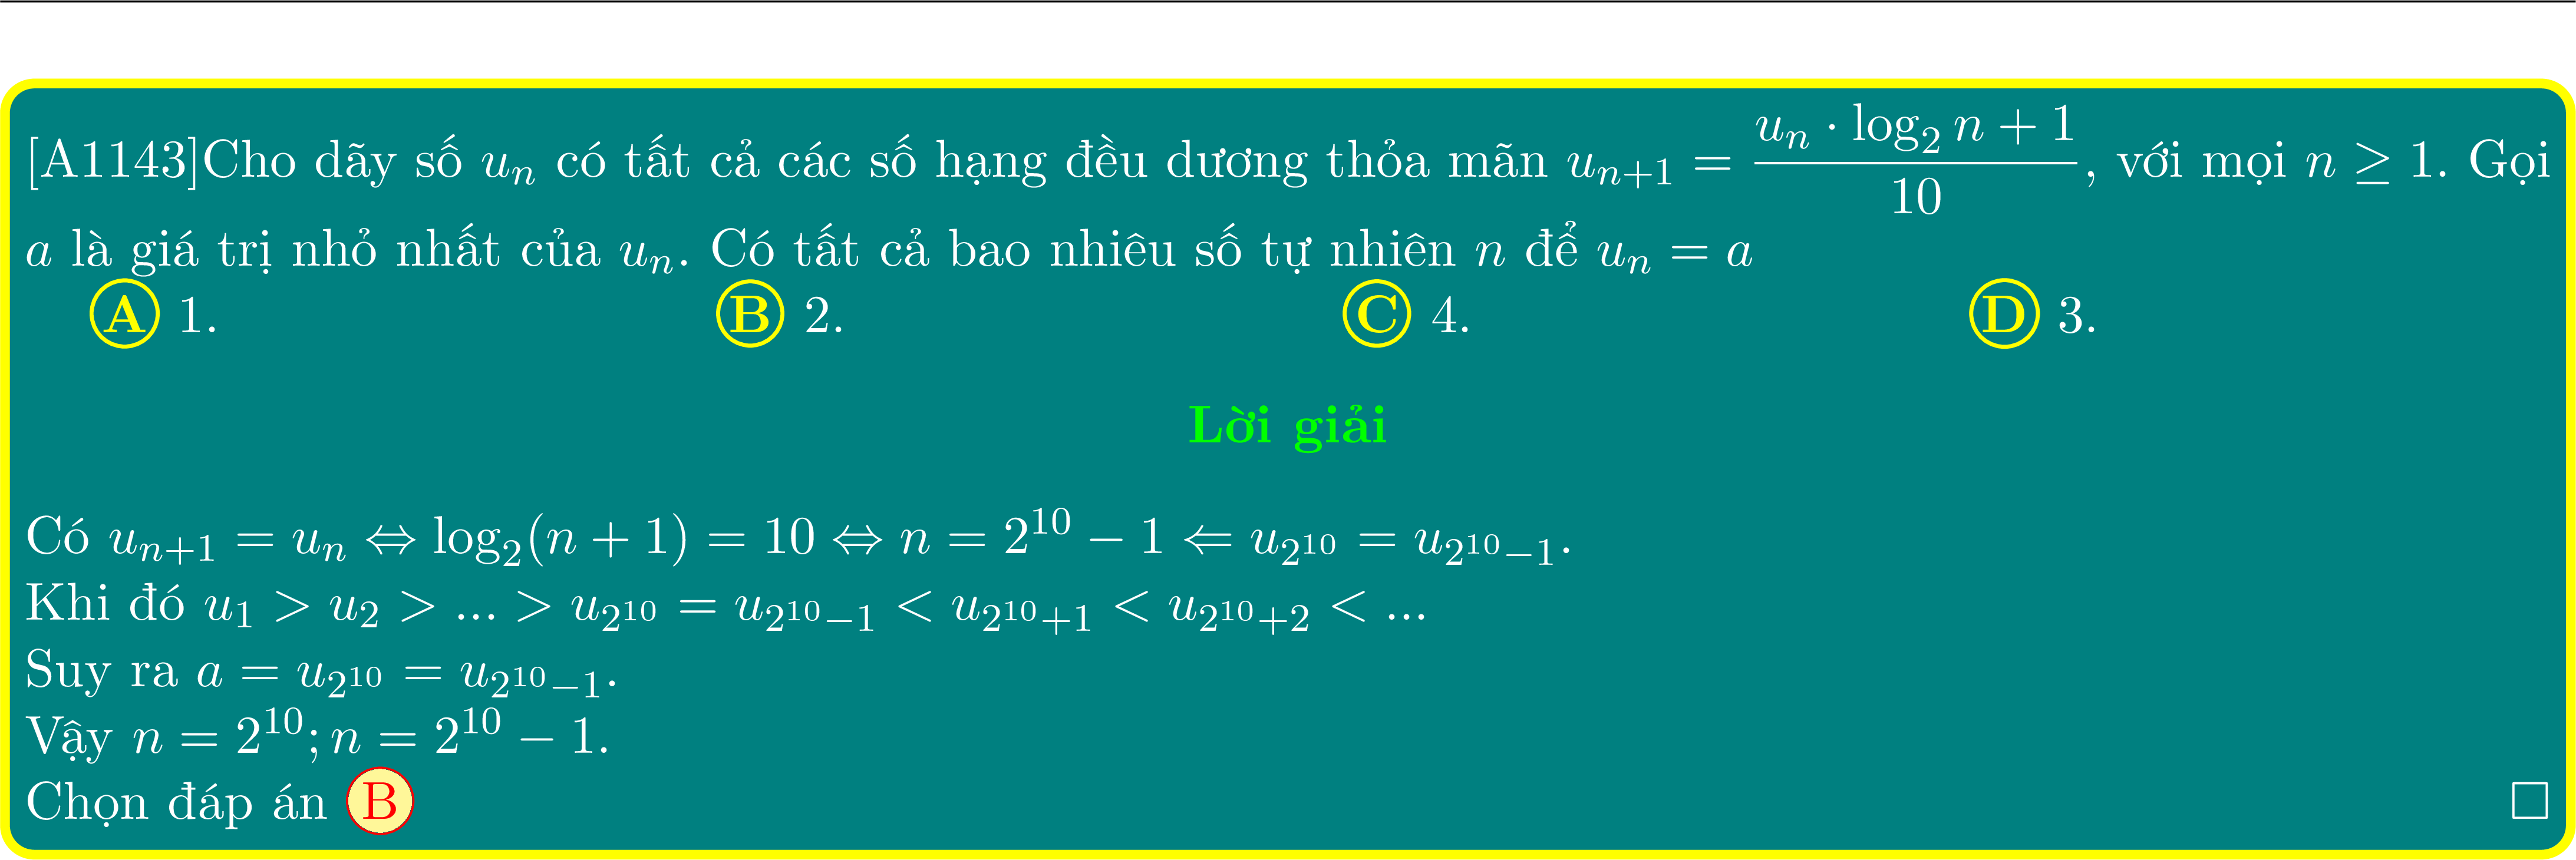 [A1143]Cho dãy số $u_n$ có tất cả các số hạng đều dương thỏa mãn $u_{n+1} = \dfrac{u_n \cdot \log_2 n + 1}{10}$, với mọi $n \geq 1$. Gọi
$a$ là giá trị nhỏ nhất của $u_n$. Có tất cả bao nhiêu số tự nhiên $n$ để $u_n = a$
A 1. B 2. C 4. D 3.
Lời giải
Có $u_{n+1} = u_n \Leftrightarrow \log_2(n + 1) = 10 \Leftrightarrow n = 2^{10} - 1 \Leftarrow u_{2^{10}} = u_{2^{10}-1}$.
Khi đó $u_1 > u_2 > ... > u_{2^{10}} = u_{2^{10}-1} < u_{2^{10}+1} < u_{2^{10}+2} < ...$
Suy ra $a = u_{2^{10}} = u_{2^{10}-1}$.
Vậy $n = 2^{10}; n = 2^{10} - 1$.
Chọn đáp án B □